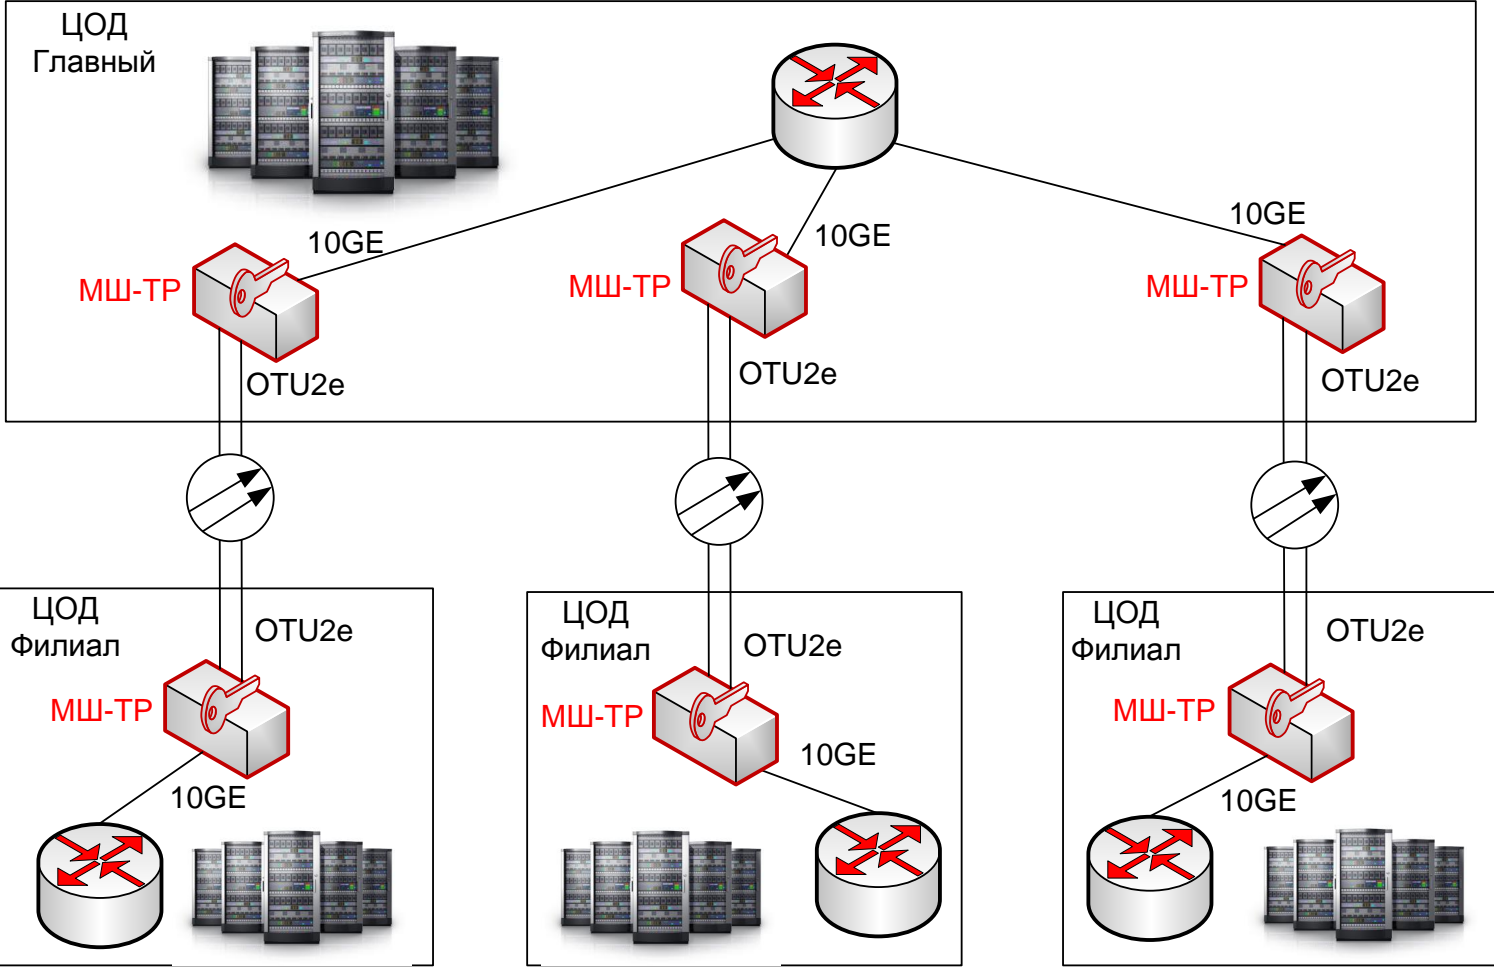 ЦОД
Главный
10GE
10GE
10GE
МШ-ТР
МШ-ТР
МШ-ТР
OTU2e
OTU2e
OTU2e
ЦОД
Филиал
OTU2e
МШ-ТР
10GE
ЦОД
Филиал
OTU2e
МШ-ТР
10GE
ЦОД
Филиал
OTU2e
МШ-ТР
10GE